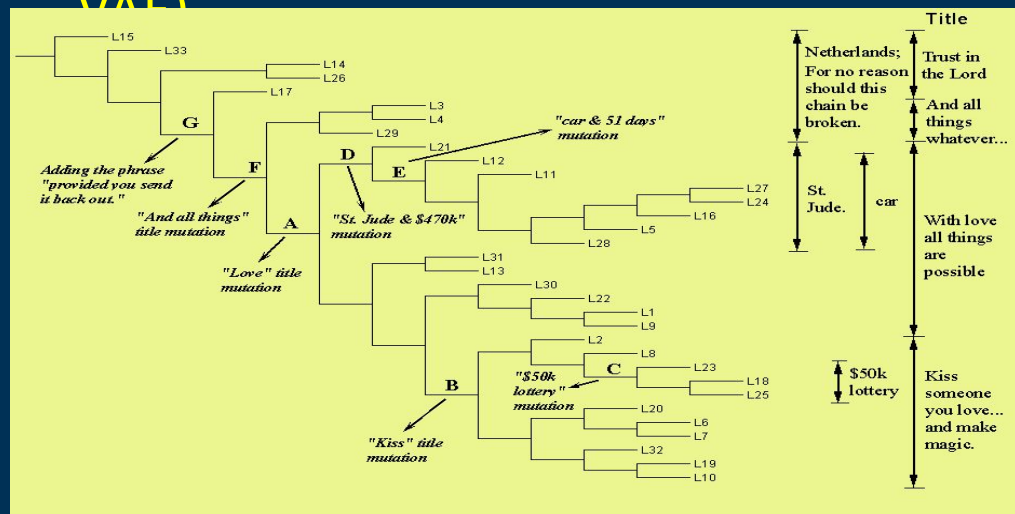 VAE)
Title
L15
L33
L14
L26
L17
G
Adding the phrase
"provided you send
it back out."
L3
L4
L29
F
"And all things"
title mutation
"car & 51 days"
mutation
L21
D
E
L12
L11
L27
L24
L16
L5
L28
"St. Jude & $470k"
mutation
A
"Love" title
mutation
L31
L13
L30
L22
L1
L9
L2
L8
"$50k
lottery"
mutation
C
L23
L18
L25
B
"Kiss" title
mutation
L20
L6
L7
L32
L19
L10
Netherlands;
For no reason
should this
chain be
broken.
St.
Jude.
car
$50k
lottery
Trust in
the Lord
And all
things
whatever...
With love
all things
are
possible
Kiss
someone
you love...
and make
magic.